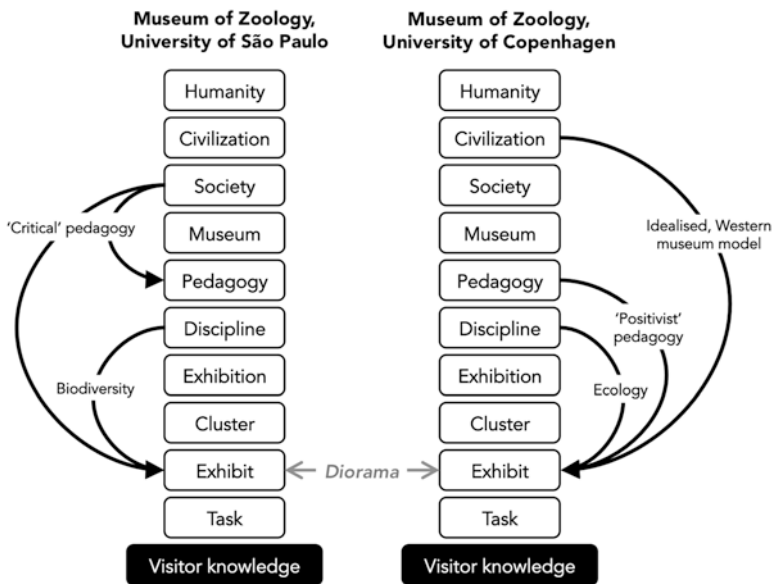 Museum of Zoology,
University of São Paulo
Humanity
Civilization
Society
Museum
Pedagogy
Discipline
Exhibition
Cluster
Exhibit
Task
Visitor knowledge
'Critical' pedagogy
Biodiversity
Diorama
Museum of Zoology,
University of Copenhagen
Humanity
Civilization
Society
Museum
Pedagogy
Discipline
Exhibition
Cluster
Exhibit
Task
Visitor knowledge
Idealised, Western
museum model
'Positivist'
pedagogy
Ecology